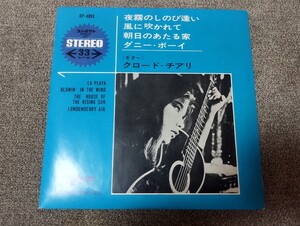 STEREO
33
夜霧のしのび逢い
風に吹かれて
朝日のあたる家
ダニー・ボーイ
(ギター)
クロード・チアリ
LA PLAYA
BLOWIN' IN THE WIND
THE HOUSE OF
THE RISING SUN
LONDONDERRY AIR